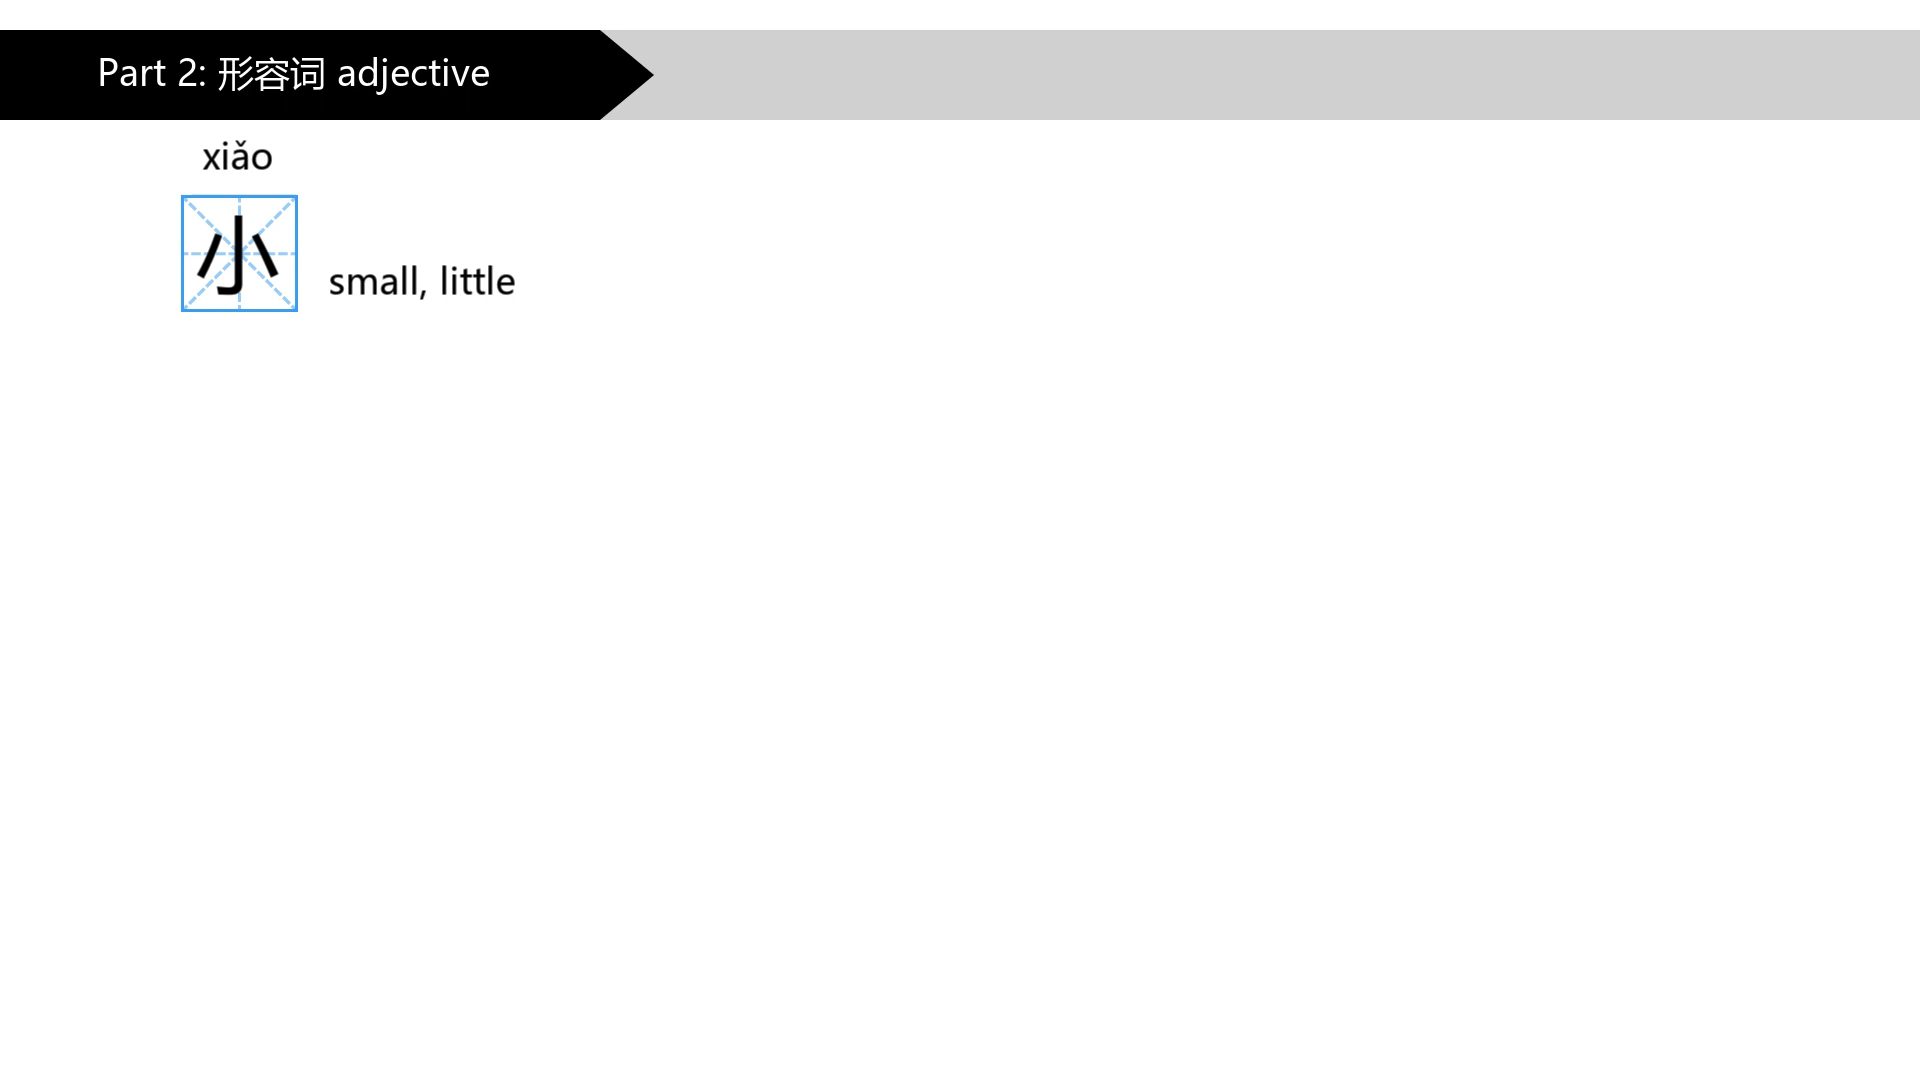 Part 2: 形容词 adjective
xiǎo
小
small, little